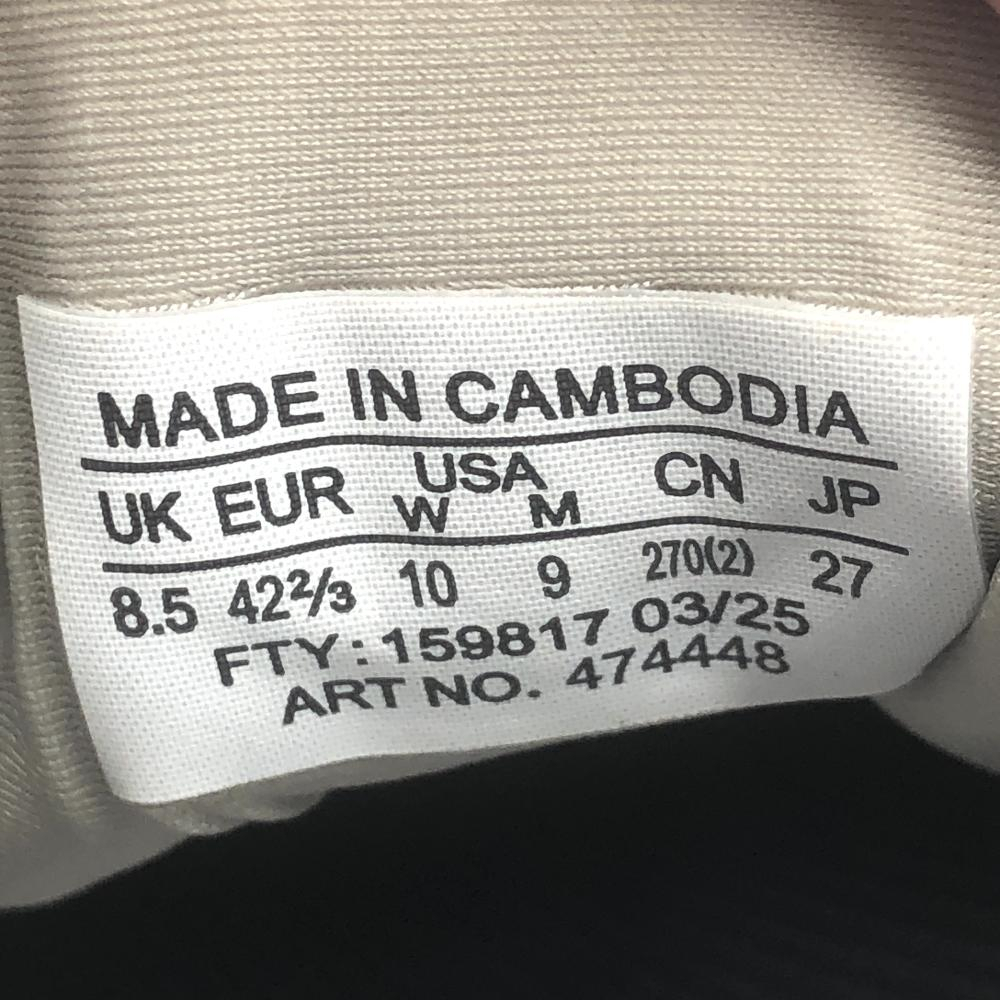 MADE IN CAMBODIA
UK EUR USA CN JP
W M
8.5 42⅔ 10 9 270(2) 27
FTY: 159817 03/25
ART NO. 474448